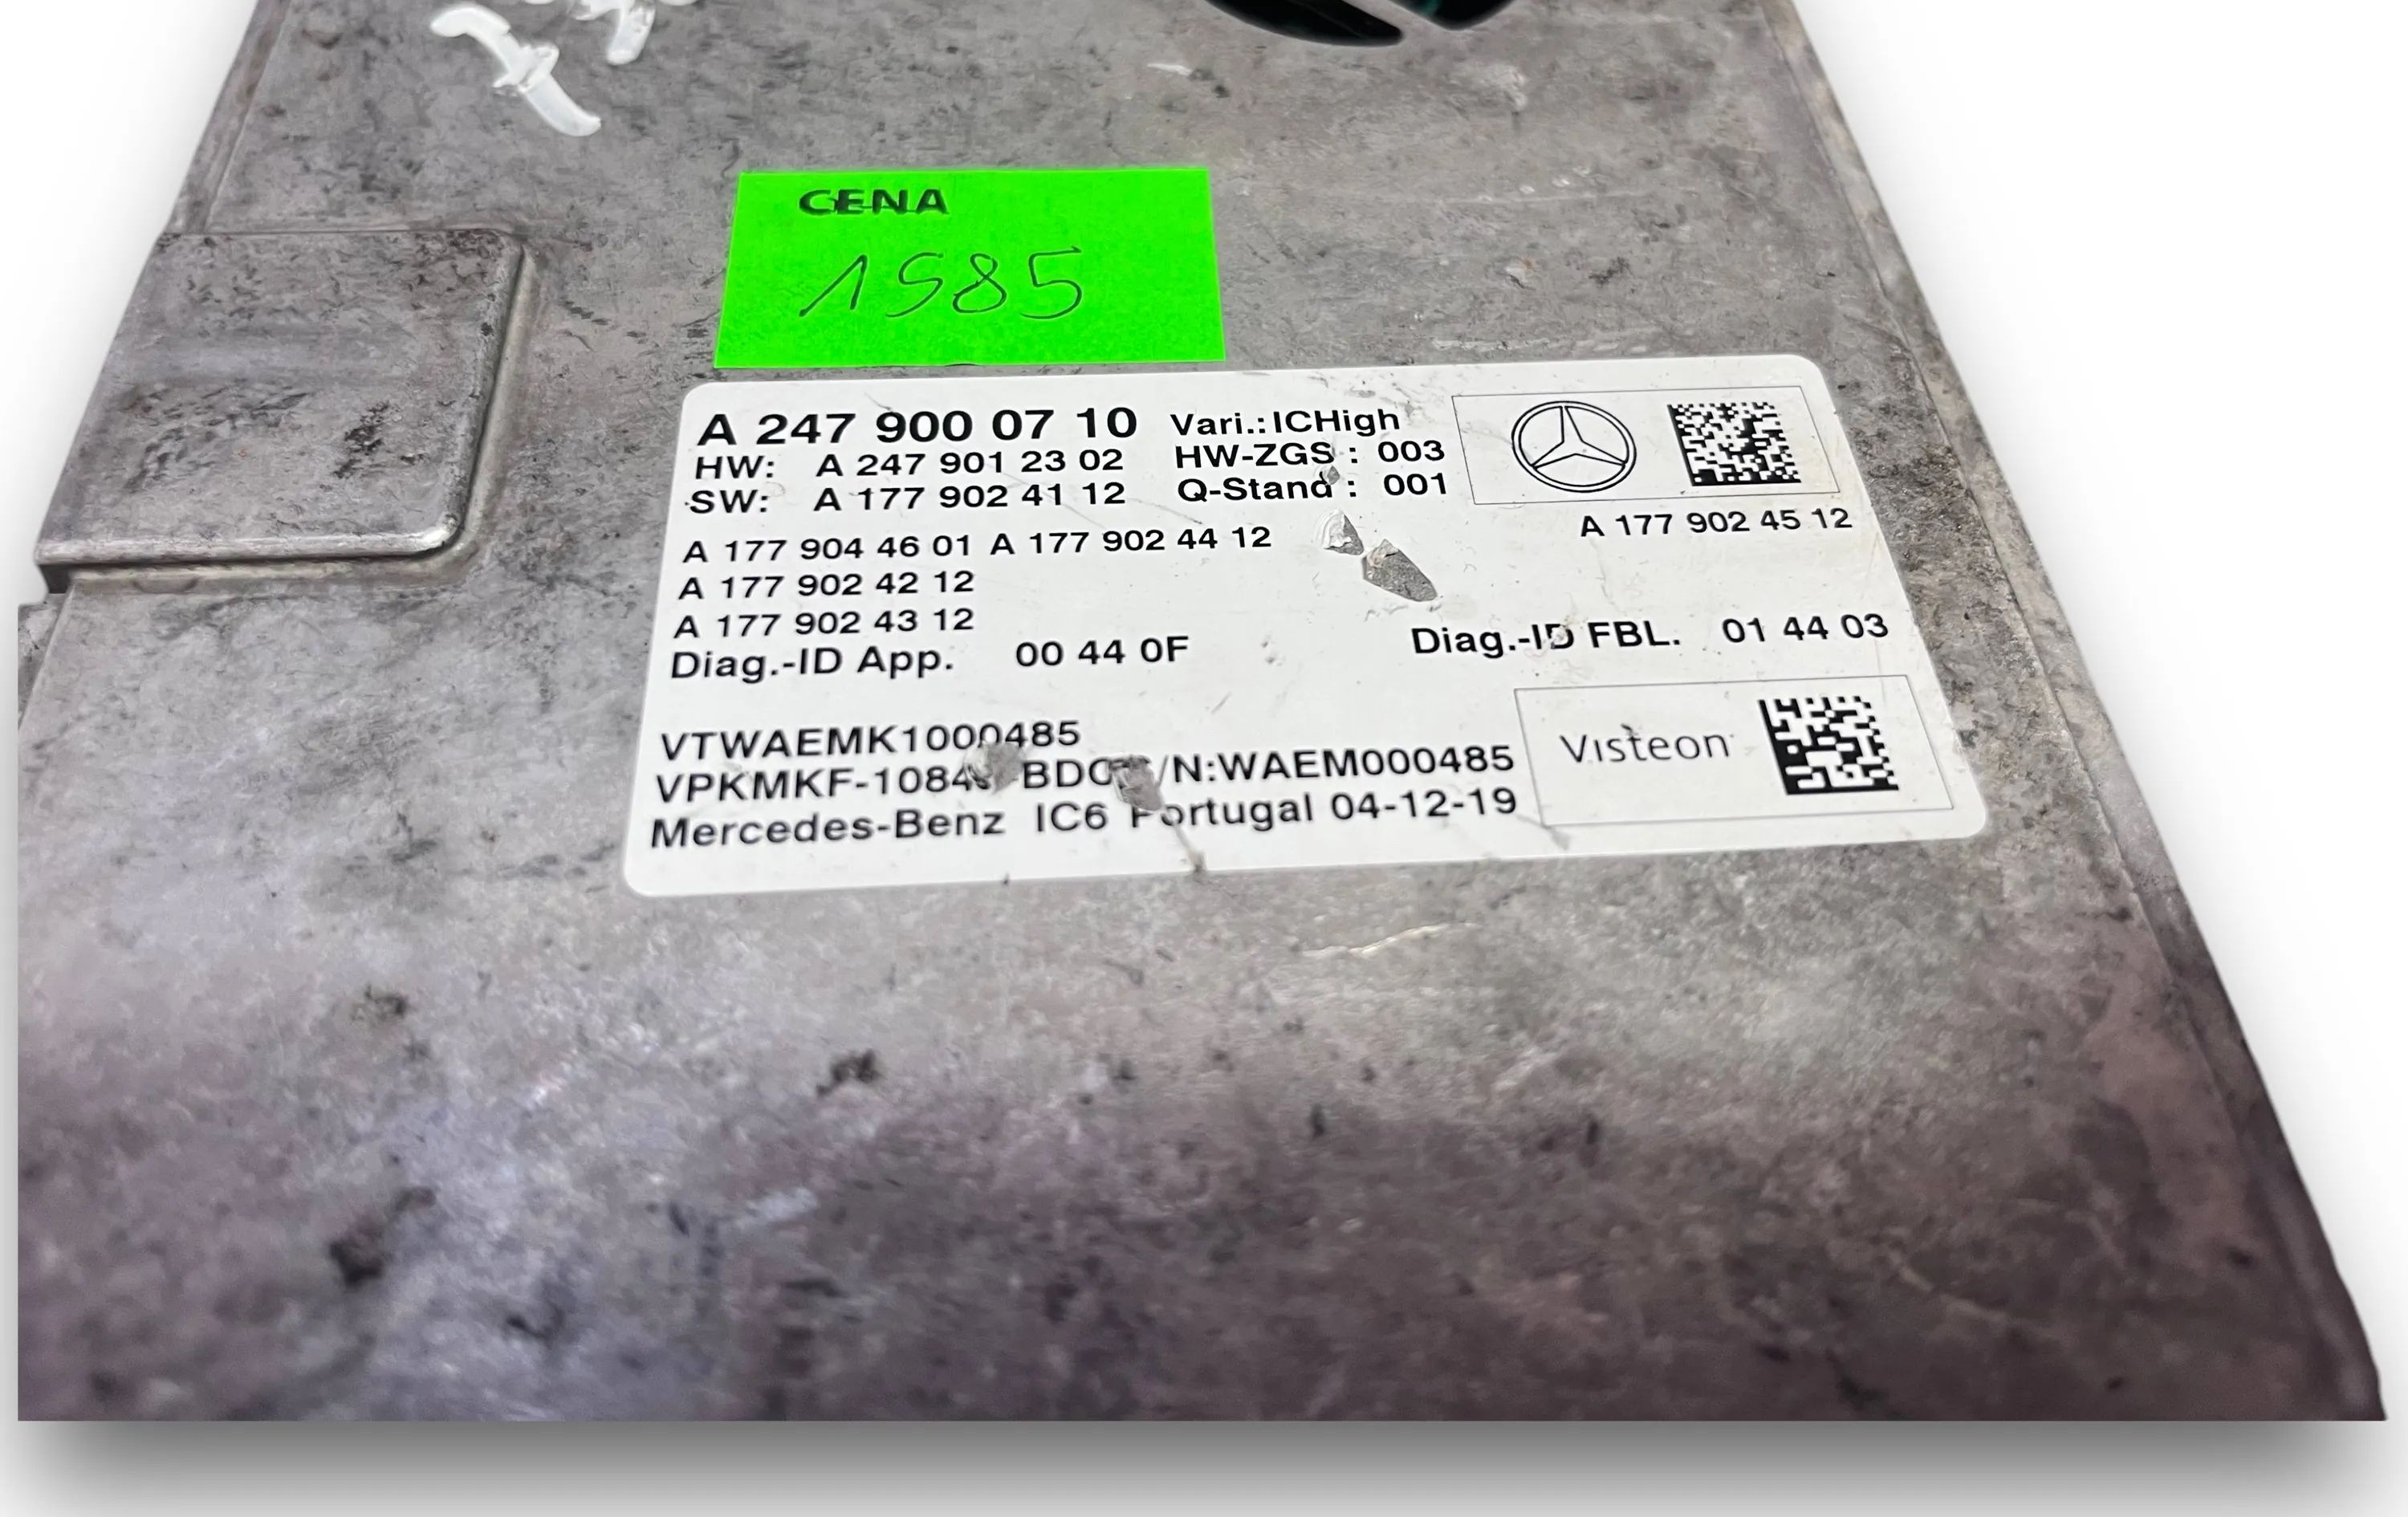 CENA
1985
A 247 900 07 10 Vari.: ICHigh
HW: A 247 901 23 02 HW-ZGS : 003
SW: A 177 902 41 12 Q-Stand : 001
A 177 902 45 12
A 177 904 46 01 A 177 902 44 12
A 177 902 42 12
A 177 902 43 12
Diag.-ID App. 00 44 0F Diag.-ID FBL. 01 44 03
VTWAEMK1000485
/N:WAEM000485
Mercedes-Benz IC6 Portugal 04-12-19
Visteon